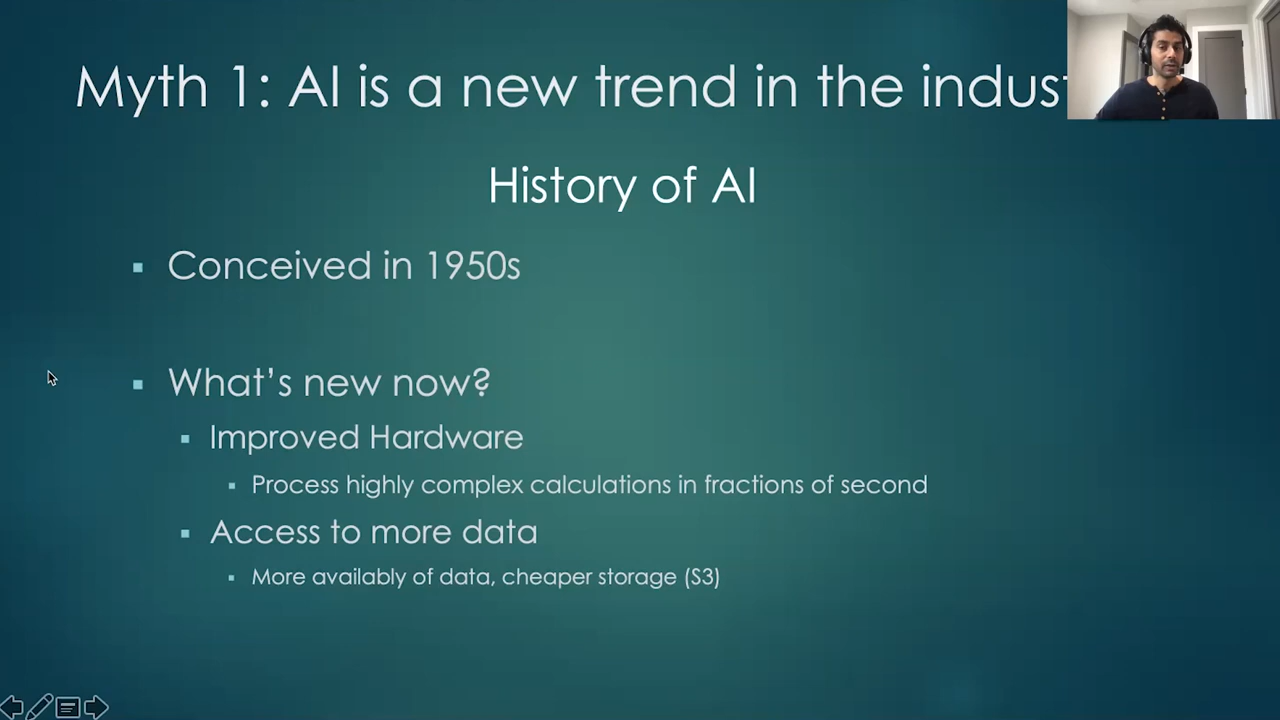 Myth 1: AI is a new trend in the indust
History of AI
Conceived in 1950s
What's new now?
Improved Hardware
Process highly complex calculations in fractions of second
Access to more data
More availably of data, cheaper storage (S3)